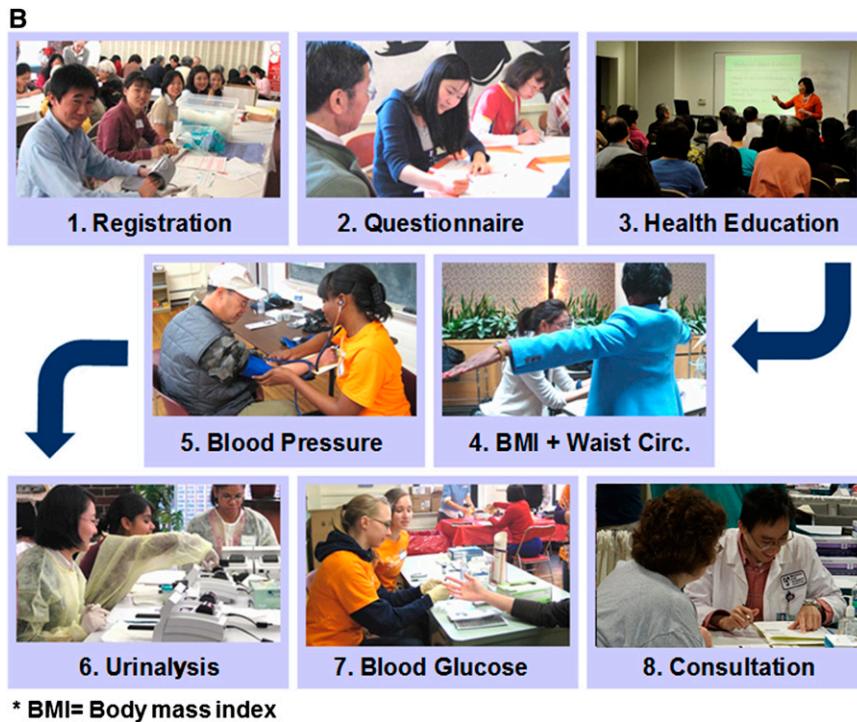 B
1. Registration
2. Questionnaire
3. Health Education
5. Blood Pressure
4. BMI + Waist Circ.
6. Urinalysis
7. Blood Glucose
8. Consultation
* BMI= Body mass index